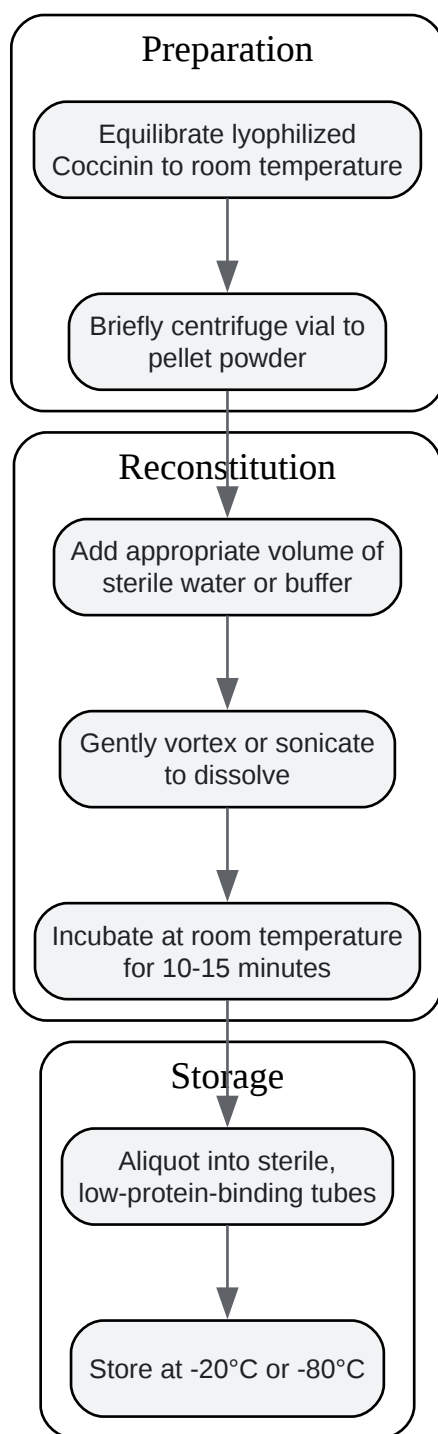 Preparation
Equilibrate lyophilized
Coccinin to room temperature
Briefly centrifuge vial to
pellet powder
Reconstitution
Add appropriate volume of
sterile water or buffer
Gently vortex or sonicate
to dissolve
Incubate at room temperature
for 10-15 minutes
Storage
Aliquot into sterile,
low-protein-binding tubes
Store at -20°C or -80°C